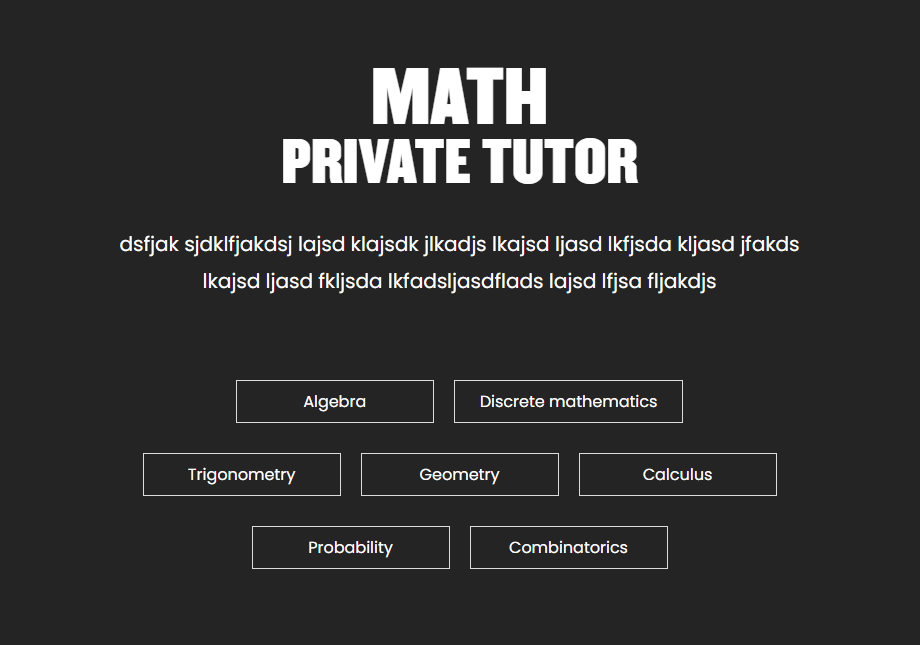 MATH
PRIVATE TUTOR
dsfjak sjdklfjakdsj lajsd klajsdk jlkadjs lkajsd ljasd lkfjsda kljasd jfakds
lkajsd ljasd fkljsda lkfadsljasdflads lajsd lfjsa fljakdjs
Algebra
Discrete mathematics
Trigonometry
Geometry
Calculus
Probability
Combinatorics